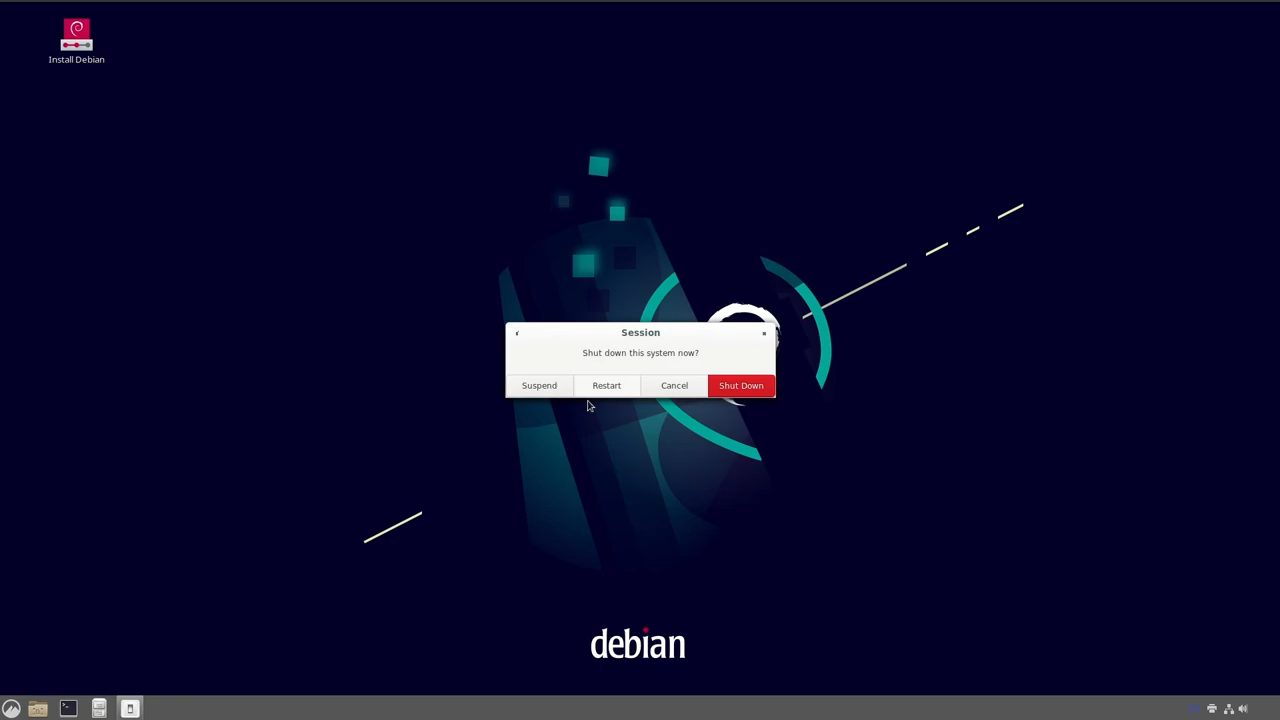 Install Debian
Session
Shut down this system now?
Suspend
Restart
Cancel
Shut Down
debian